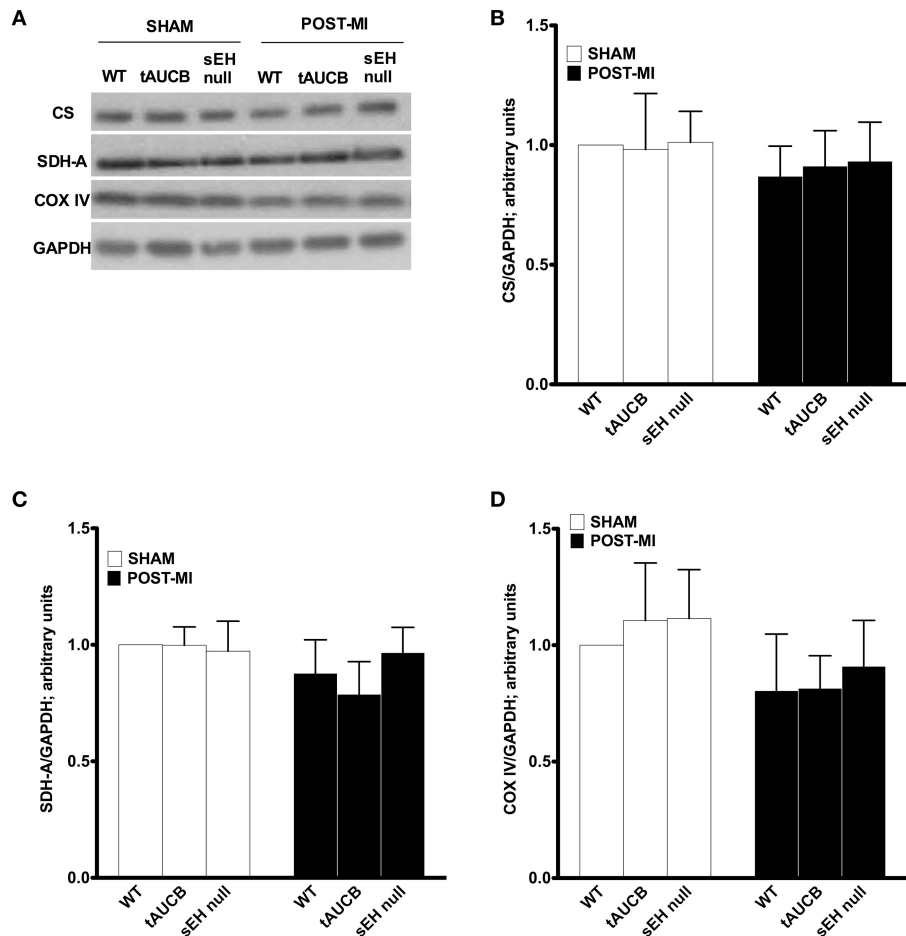 A
SHAM
POST-MI
WT
tAUCB
sEH
null
WT
tAUCB
sEH
null
CS
SDH-A
COX IV
GAPDH
B
SHAM
POST-MI
CS/GAPDH; arbitrary units
1.5
1.0
0.5
0.0
WT
tAUCB
sEH null
WT
tAUCB
sEH null
C
SHAM
POST-MI
SDH-A/GAPDH; arbitrary units
1.5
1.0
0.5
0.0
WT
tAUCB
sEH null
WT
tAUCB
sEH null
D
SHAM
POST-MI
COX IV/GAPDH; arbitrary units
1.5
1.0
0.5
0.0
WT
tAUCB
sEH null
WT
tAUCB
sEH null